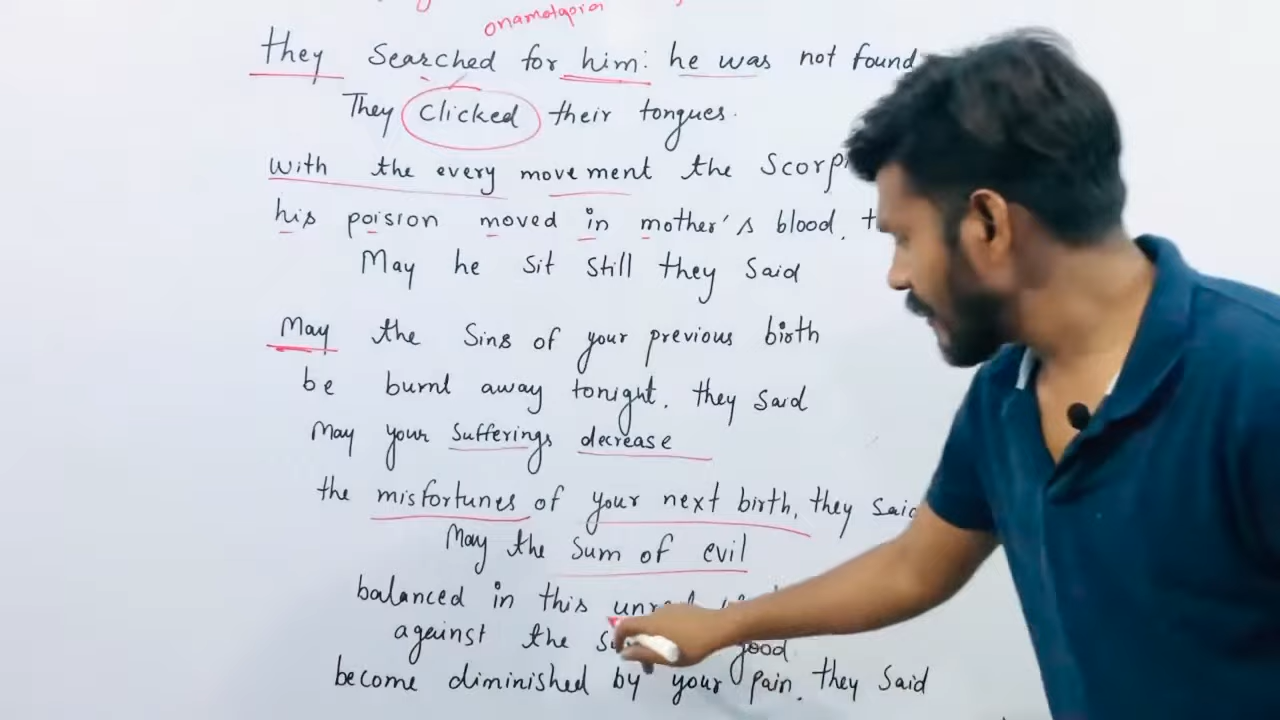 onamotapoia
they Searched for him: he was not found
They Clicked their tongues.
with the every movement the Scorp
his poision moved in mother's blood,
May he Sit Still they Said
May the Sins of your previous birth
be burnt away tonight, they Said
May your Sufferings decrease
the misfortunes of your next birth, they Said
May the Sum of evil
balanced in this
against the good
become diminished by your pain, they Said